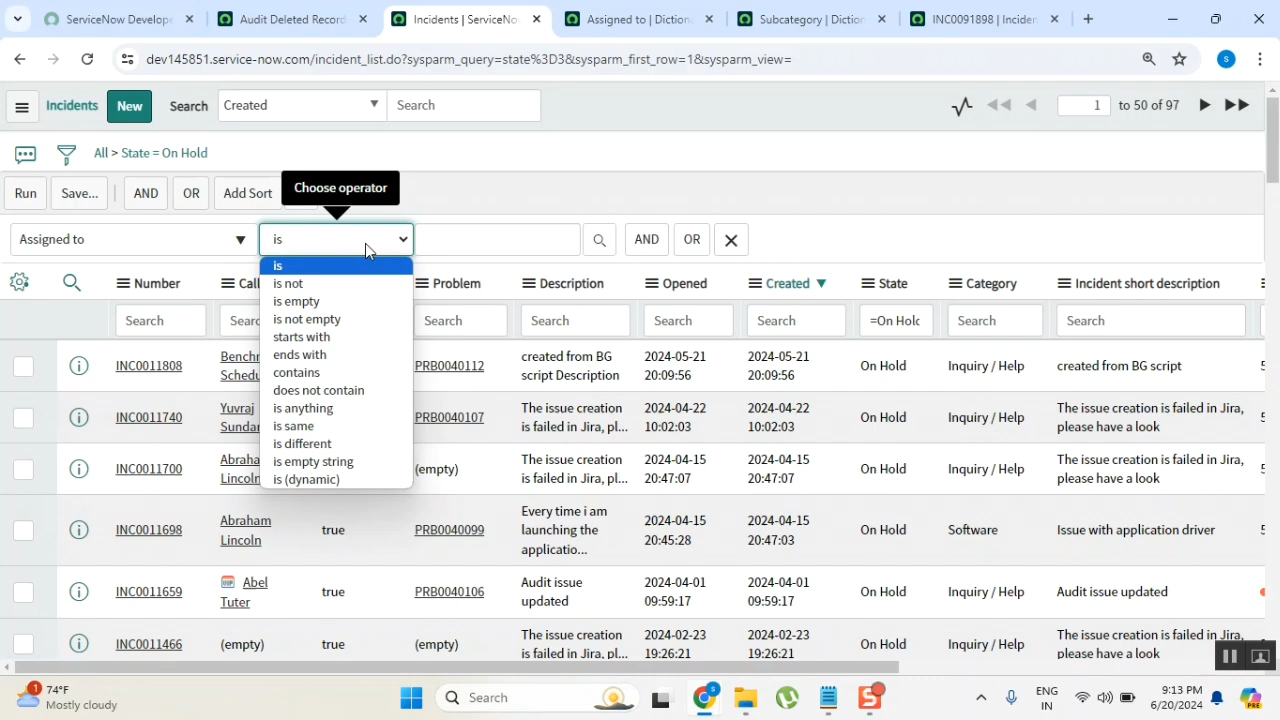 ServiceNow Develope
Audit Deleted Record
Incidents | ServiceNo
Assigned to | Diction
Subcategory | Diction
INC0091898 | Inciden
dev145851.service-now.com/incident_list.do?sysparm_query=state%3D3&sysparm_first_row=1&sysparm_view=
S
Incidents New Search Created Search 1 to 50 of 97
All > State = On Hold
Run Save... AND OR Add Sort
Choose operator
Assigned to is AND OR
is
is not
is empty
is not empty
starts with
ends with
contains
does not contain
is anything
is same
is different
is empty string
is (dynamic)
Number Call Problem Description Opened Created State Category Incident short description
Search Searc Search Search Search Search =On Holc Search Search
INC0011808 Benchr Schedu PRB0040112 created from BG script Description 2024-05-21 20:09:56 2024-05-21 20:09:56 On Hold Inquiry / Help created from BG script
INC0011740 Yuvraj Sundar PRB0040107 The issue creation is failed in Jira, pl... 2024-04-22 10:02:03 2024-04-22 10:02:03 On Hold Inquiry / Help The issue creation is failed in Jira, please have a look
INC0011700 Abraha Lincoln (empty) The issue creation is failed in Jira, pl... 2024-04-15 20:47:07 2024-04-15 20:47:07 On Hold Inquiry / Help The issue creation is failed in Jira, please have a look
INC0011698 Abraham Lincoln true PRB0040099 Every time i am launching the applicatio... 2024-04-15 20:45:28 2024-04-15 20:47:03 On Hold Software Issue with application driver
INC0011659 Abel Tuter true PRB0040106 Audit issue updated 2024-04-01 09:59:17 2024-04-01 09:59:17 On Hold Inquiry / Help Audit issue updated
INC0011466 (empty) true (empty) The issue creation is failed in Jira, pl... 2024-02-23 19:26:21 2024-02-23 19:26:21 On Hold Inquiry / Help The issue creation is failed in Jira, please have a look
1 74°F
Mostly cloudy
Search
ENG
IN
9:13 PM
6/20/2024